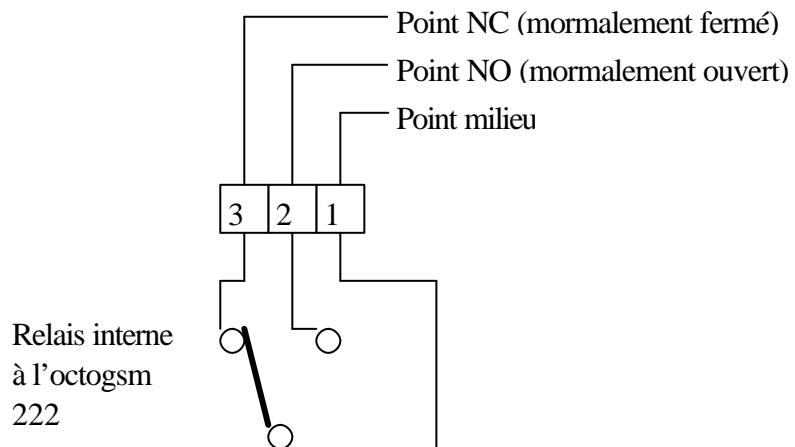 Point NC (mormalement fermé)
Point NO (mormalement ouvert)
Point milieu
3 2 1
Relais interne
à l’octogsm
222